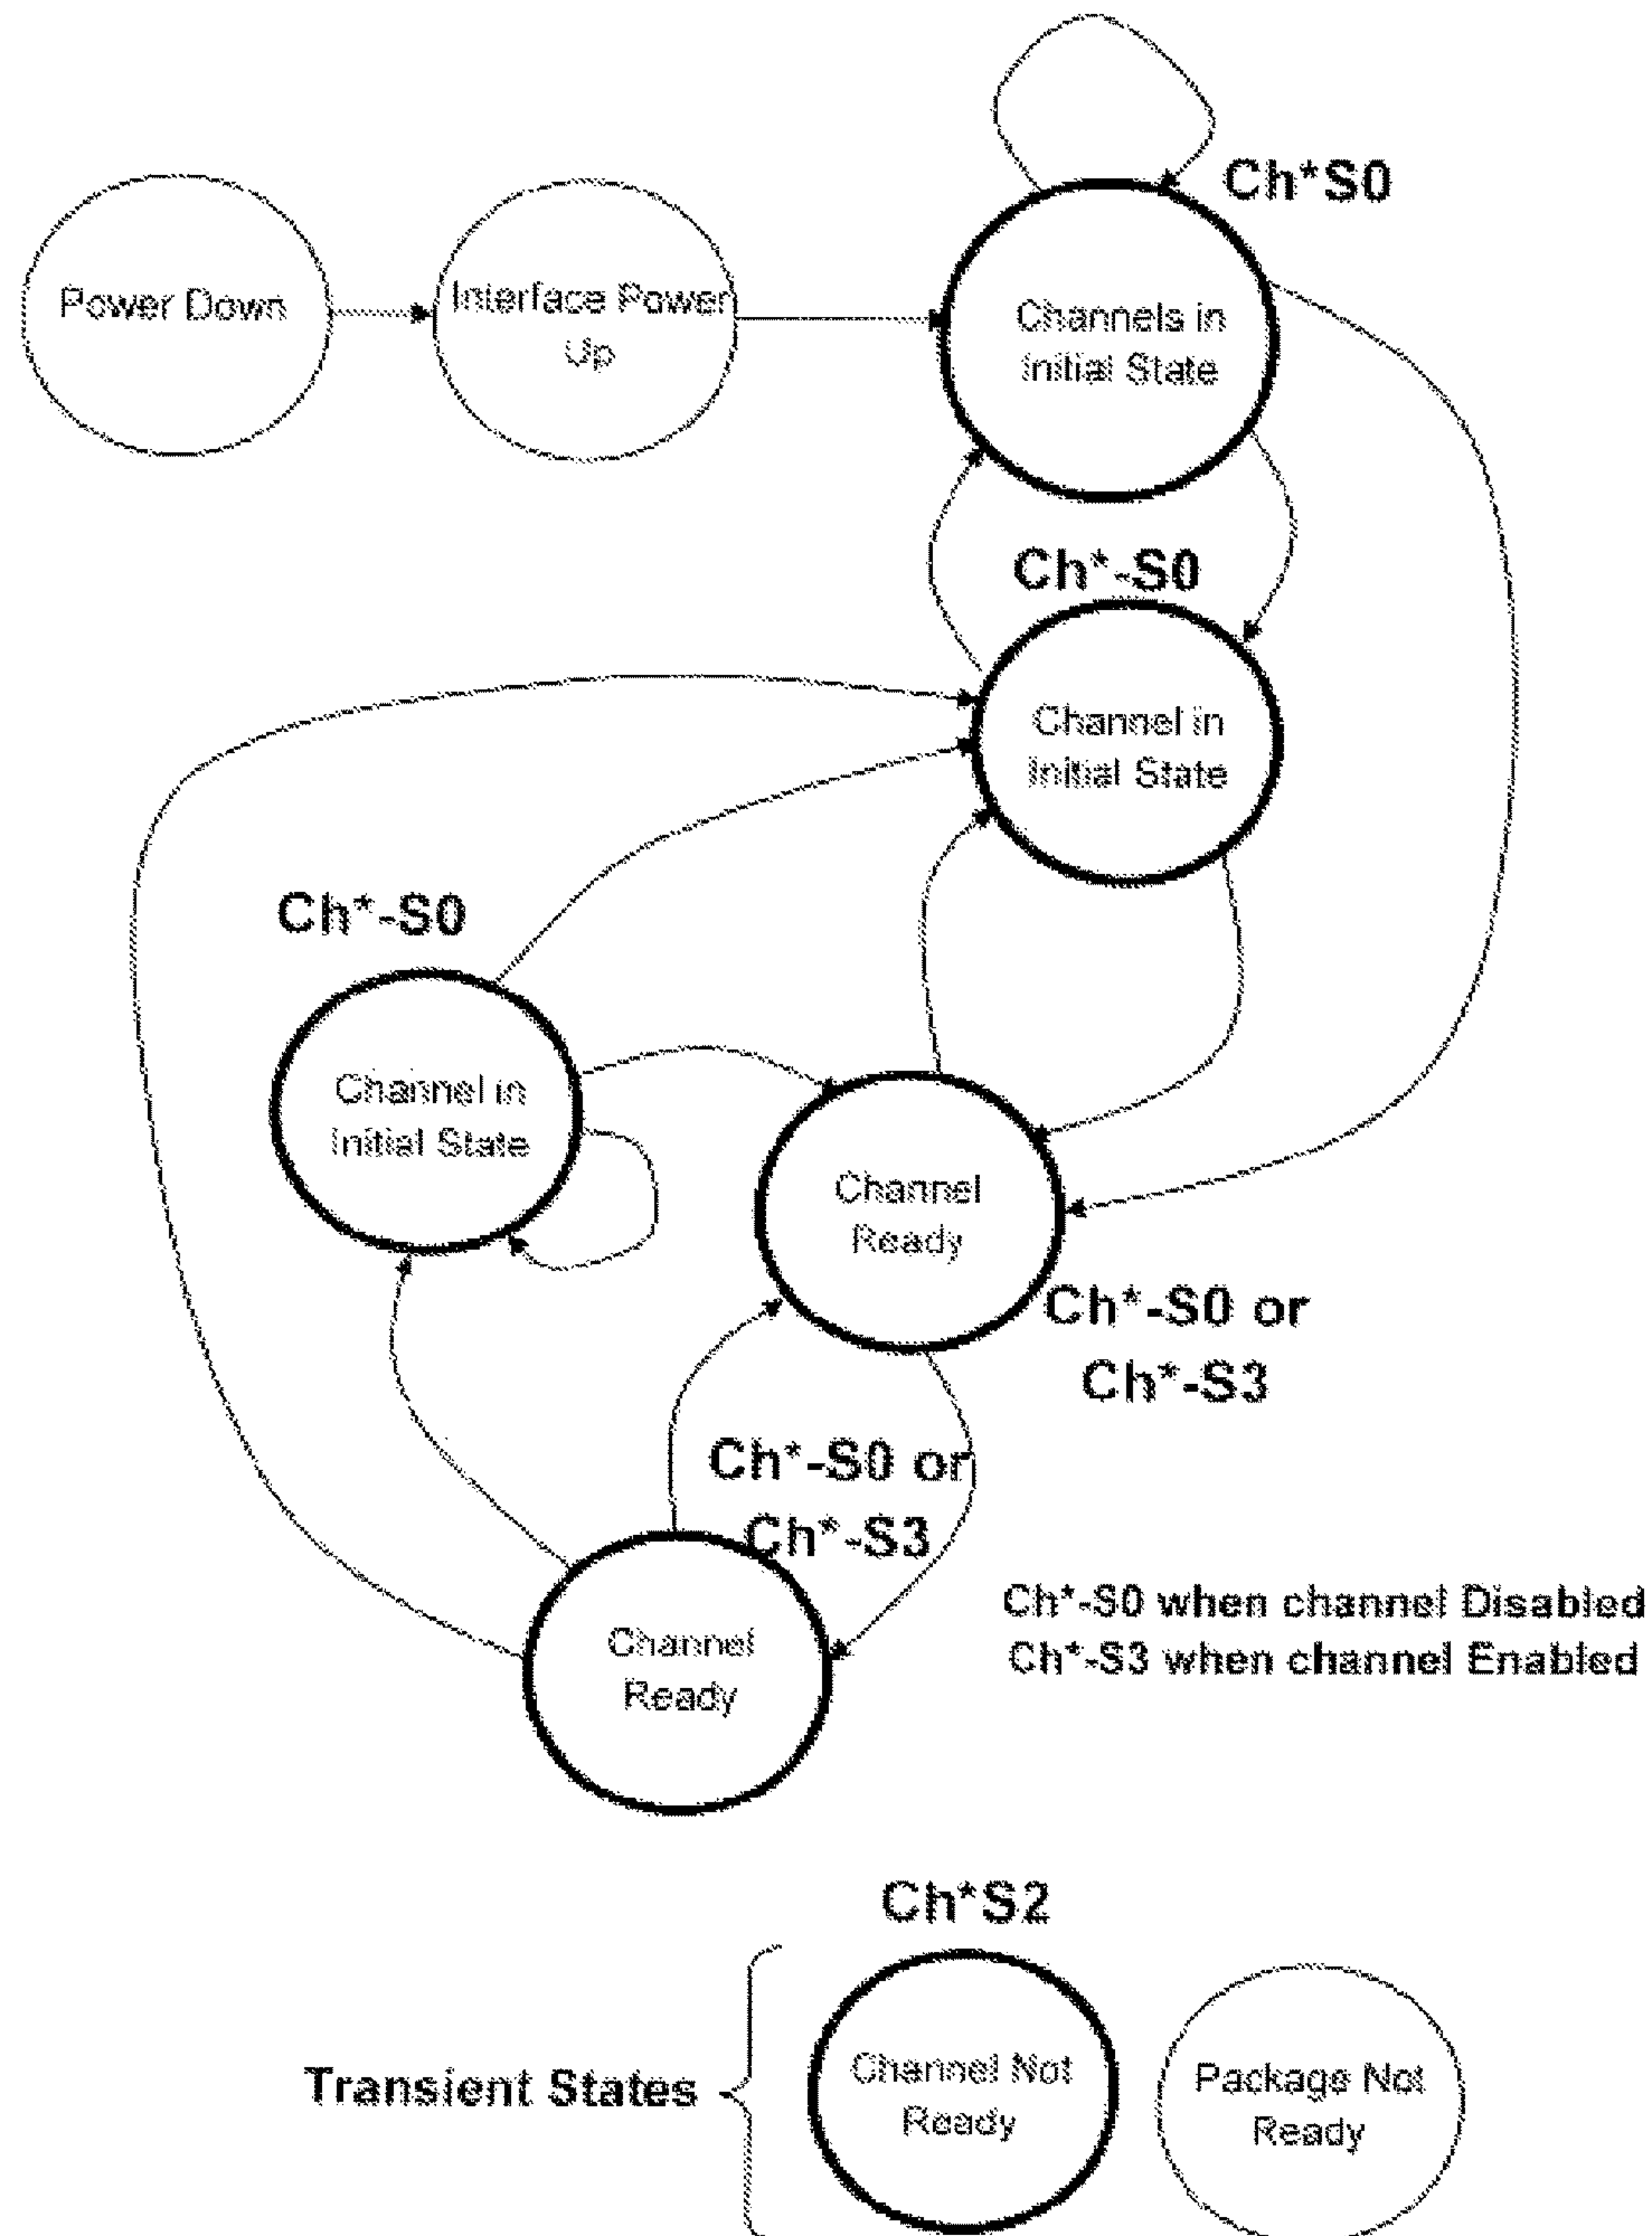 Ch*S0
Power Down
Interface Power
Up
Channels in
Initial State
Ch*-S0
Channel in
Initial State
Ch*-S0
Channel in
Initial State
Channel
Ready
Ch*-S0 or
Ch*-S3
Ch*-S0 or
Ch*-S3
Ch*-S0 when channel Disabled
Ch*-S3 when channel Enabled
Channel
Ready
Ch*S2
Transient States
Channel Not
Ready
Package Not
Ready